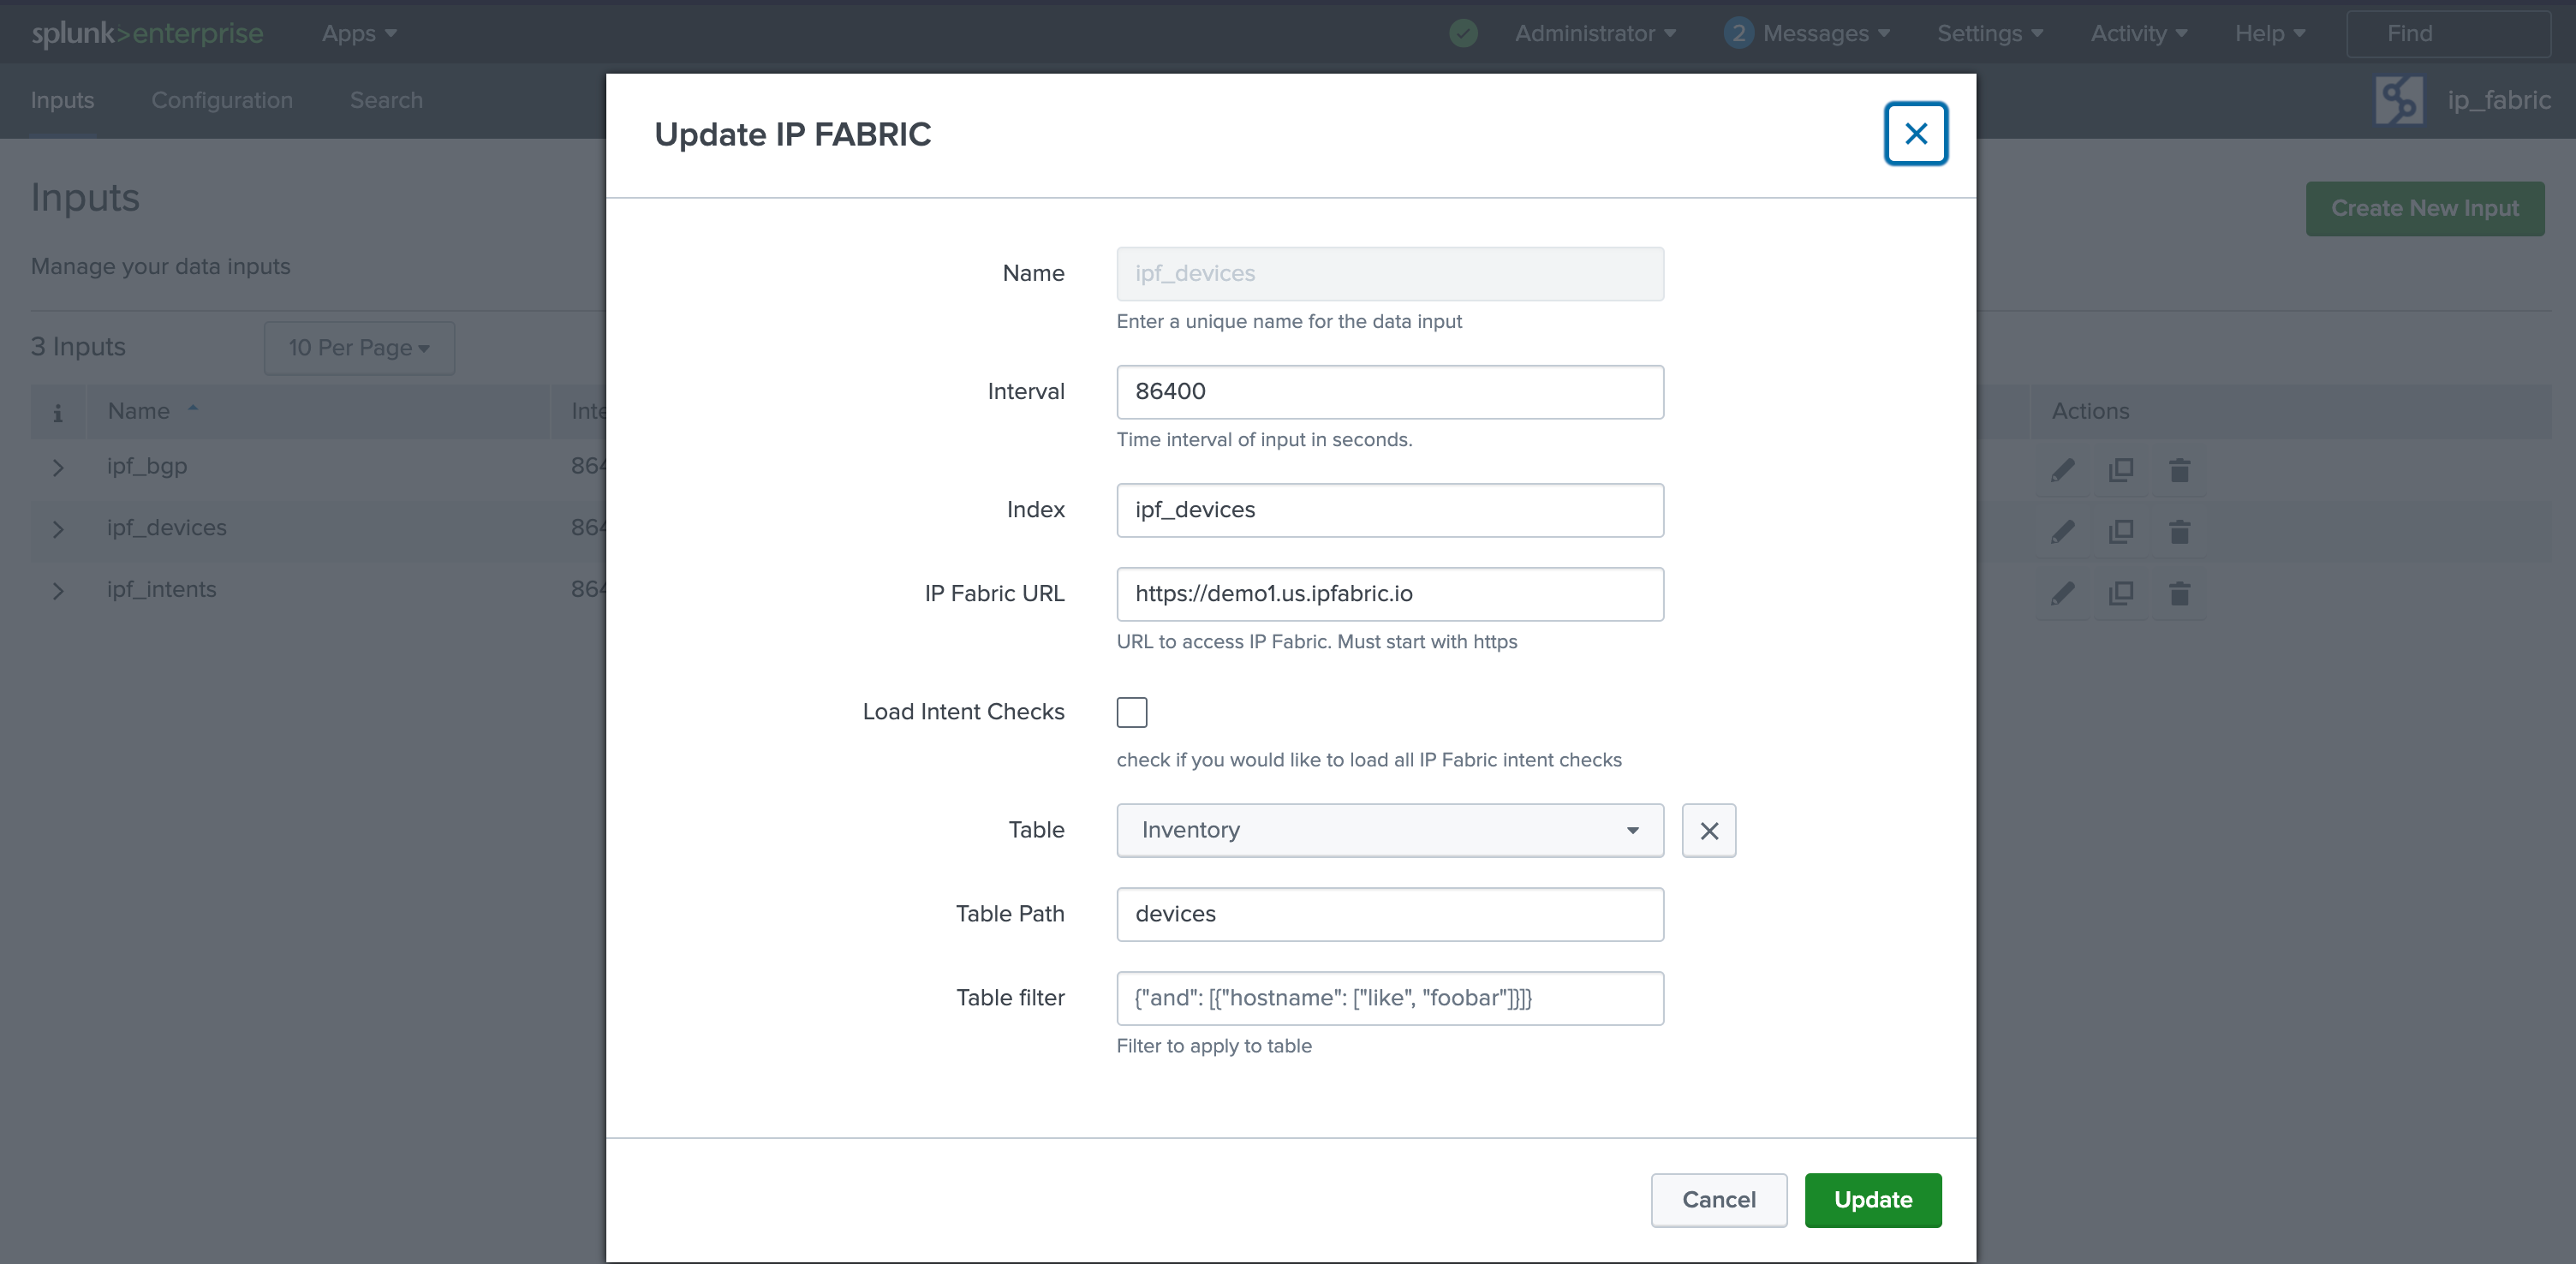 splunk>enterprise Apps Administrator 2 Messages Settings Activity Help Find
Inputs Configuration Search ip_fabric
Update IP FABRIC
Inputs
Create New Input
Manage your data inputs
3 Inputs 10 Per Page
i Name Inte Actions
ipf_bgp 864
ipf_devices 864
ipf_intents 864
Name ipf_devices
Enter a unique name for the data input
Interval 86400
Time interval of input in seconds.
Index ipf_devices
IP Fabric URL https://demo1.us.ipfabric.io
URL to access IP Fabric. Must start with https
Load Intent Checks
check if you would like to load all IP Fabric intent checks
Table Inventory
Table Path devices
Table filter {"and": [{"hostname": ["like", "foobar"]}]}
Filter to apply to table
Cancel Update